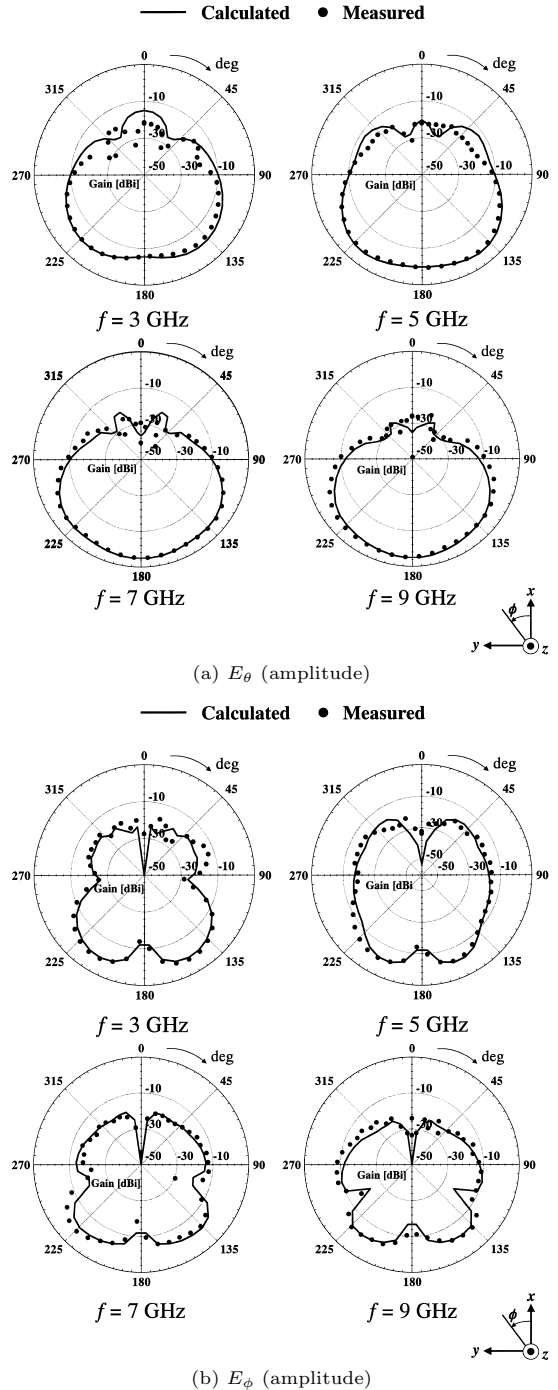 Calculated Measured
0 deg
315 45
-10
-30
-50 -30 -10
270 Gain [dBi] 90
225 135
180
f = 3 GHz
0 deg
315 45
-10
-30
-50 -30 -10
270 Gain [dBi] 90
225 135
180
f = 5 GHz
0 deg
315 45
-10
-30
-50 -30 -10
270 Gain [dBi] 90
225 135
180
f = 7 GHz
0 deg
315 45
-10
-30
-50 -30 -10
270 Gain [dBi] 90
225 135
180
f = 9 GHz
x
ϕ
y z
(a) Eθ (amplitude)
Calculated Measured
0 deg
315 45
-10
-30
-50 -30 -10
270 Gain [dBi] 90
225 135
180
f = 3 GHz
0 deg
315 45
-10
-30
-50
-50 -30 -10
270 Gain [dBi 90
225 135
180
f = 5 GHz
0 deg
315 45
-10
-30
-50 -30 -10
270 Gain [dBi] 90
225 135
180
f = 7 GHz
0 deg
315 45
-10
-30
-50 -30 -10
270 Gain [dBi] 90
225 135
180
f = 9 GHz
x
ϕ
y z
(b) Eϕ (amplitude)